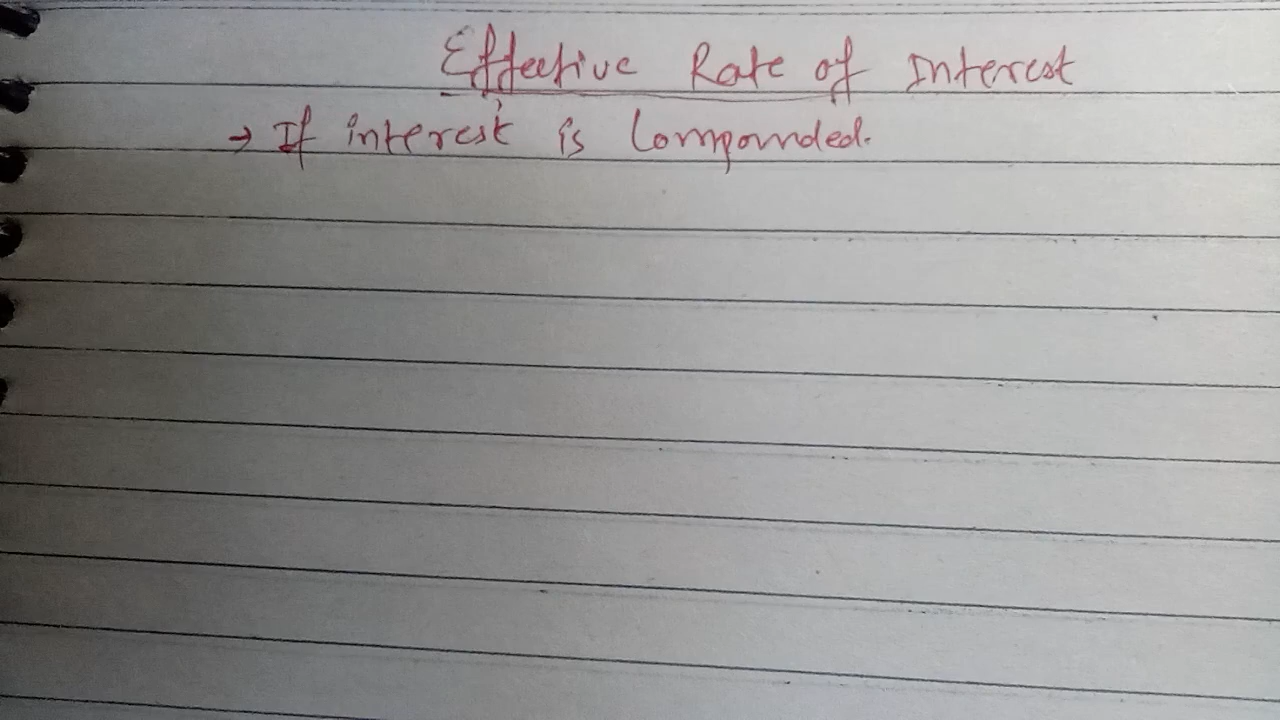 Effective Rate of Interest
→ If interest is Compounded.